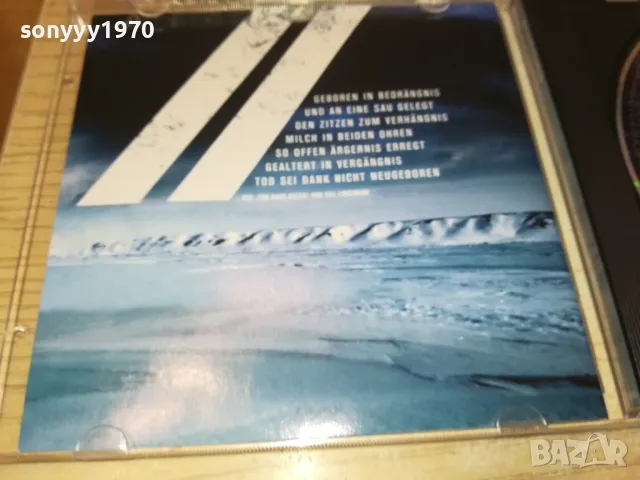 sonyyy1970
GEBOREN IN BEDRÄNGNIS
UND AN EINE SAU GELEGT
DEN ZITZEN ZUM VERHÄNGNIS
MILCH IN BEIDEN OHREN
SO OFFEN ÄRGERNIS ERREGT
GEALTERT IN VERGÄNGNIS
TOD SEI DANK NICHT NEUGEBOREN
BAZAR